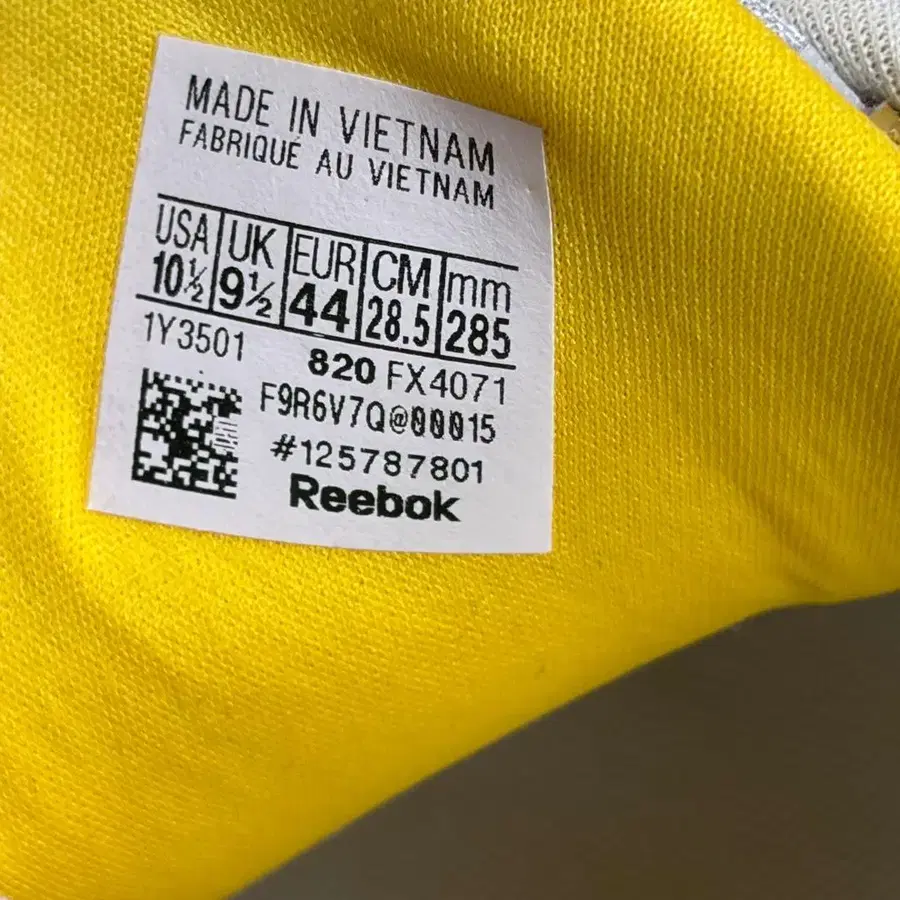 MADE IN VIETNAM
FABRIQUÉ AU VIETNAM
USA UK EUR CM mm
10½ 9½ 44 28.5 285
1Y3501 820 FX4071
F9R6V7Q@00015
#125787801
Reebok